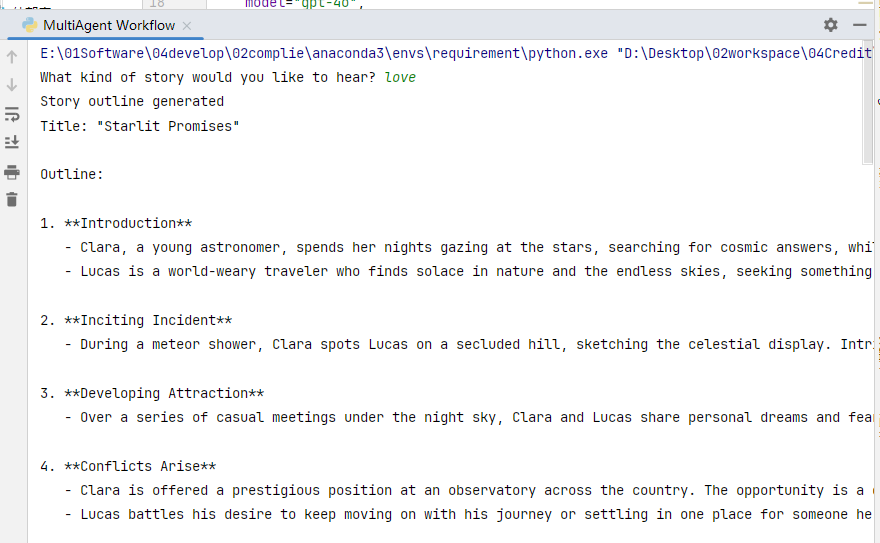 18 model="gpt-4o",
MultiAgent Workflow
E:\01Software\04develop\02complie\anaconda3\envs\requirement\python.exe "D:\Desktop\02workspace\04Credit\
What kind of story would you like to hear? love
Story outline generated
Title: "Starlit Promises"
Outline:
1. **Introduction**
- Clara, a young astronomer, spends her nights gazing at the stars, searching for cosmic answers, whil
- Lucas is a world-weary traveler who finds solace in nature and the endless skies, seeking something
2. **Inciting Incident**
- During a meteor shower, Clara spots Lucas on a secluded hill, sketching the celestial display. Intri
3. **Developing Attraction**
- Over a series of casual meetings under the night sky, Clara and Lucas share personal dreams and fear
4. **Conflicts Arise**
- Clara is offered a prestigious position at an observatory across the country. The opportunity is a
- Lucas battles his desire to keep moving on with his journey or settling in one place for someone he